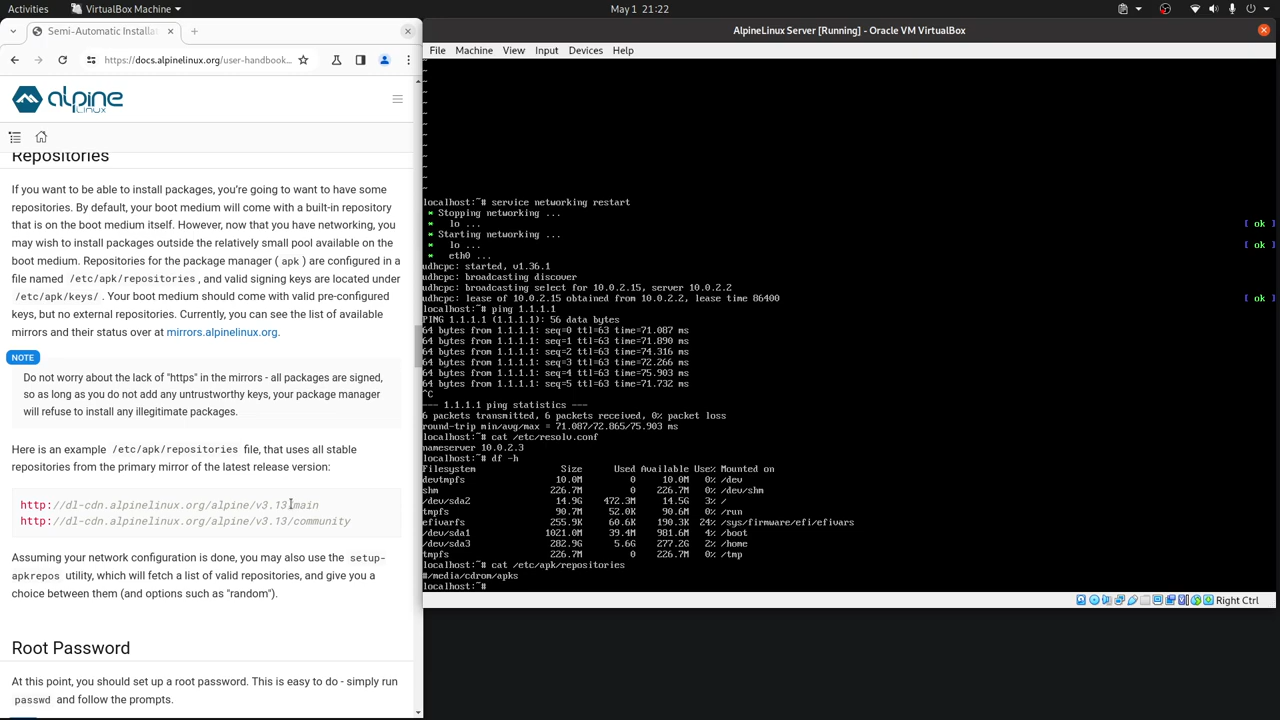 Activities
VirtualBox Machine
May 1 21:22
Semi-Automatic Installa
https://docs.alpinelinux.org/user-handbook...
alpine
LINUX
Repositories
If you want to be able to install packages, you're going to want to have some
repositories. By default, your boot medium will come with a built-in repository
that is on the boot medium itself. However, now that you have networking, you
may wish to install packages outside the relatively small pool available on the
boot medium. Repositories for the package manager ( apk ) are configured in a
file named /etc/apk/repositories , and valid signing keys are located under
/etc/apk/keys/ . Your boot medium should come with valid pre-configured
keys, but no external repositories. Currently, you can see the list of available
mirrors and their status over at mirrors.alpinelinux.org.
NOTE
Do not worry about the lack of "https" in the mirrors - all packages are signed,
so as long as you do not add any untrustworthy keys, your package manager
will refuse to install any illegitimate packages.
Here is an example /etc/apk/repositories file, that uses all stable
repositories from the primary mirror of the latest release version:
http://dl-cdn.alpinelinux.org/alpine/v3.13/main
http://dl-cdn.alpinelinux.org/alpine/v3.13/community
Assuming your network configuration is done, you may also use the setup-
apkrepos utility, which will fetch a list of valid repositories, and give you a
choice between them (and options such as "random").
Root Password
At this point, you should set up a root password. This is easy to do - simply run
passwd and follow the prompts.
AlpineLinux Server [Running] - Oracle VM VirtualBox
File Machine View Input Devices Help
~
~
~
~
~
~
~
~
~
~
~
~
localhost:~# service networking restart
* Stopping networking ...
* lo ... [ ok ]
* Starting networking ...
* lo ... [ ok ]
* eth0 ...
udhcpc: started, v1.36.1
udhcpc: broadcasting discover
udhcpc: broadcasting select for 10.0.2.15, server 10.0.2.2
udhcpc: lease of 10.0.2.15 obtained from 10.0.2.2, lease time 86400 [ ok ]
localhost:~# ping 1.1.1.1
PING 1.1.1.1 (1.1.1.1): 56 data bytes
64 bytes from 1.1.1.1: seq=0 ttl=63 time=71.087 ms
64 bytes from 1.1.1.1: seq=1 ttl=63 time=71.890 ms
64 bytes from 1.1.1.1: seq=2 ttl=63 time=74.316 ms
64 bytes from 1.1.1.1: seq=3 ttl=63 time=72.266 ms
64 bytes from 1.1.1.1: seq=4 ttl=63 time=75.903 ms
64 bytes from 1.1.1.1: seq=5 ttl=63 time=71.732 ms
^C
--- 1.1.1.1 ping statistics ---
6 packets transmitted, 6 packets received, 0% packet loss
round-trip min/avg/max = 71.087/72.865/75.903 ms
localhost:~# cat /etc/resolv.conf
nameserver 10.0.2.3
localhost:~# df -h
Filesystem Size Used Available Use% Mounted on
devtmpfs 10.0M 0 10.0M 0% /dev
shm 226.7M 0 226.7M 0% /dev/shm
/dev/sda2 14.9G 472.3M 14.5G 3% /
tmpfs 90.7M 52.0K 90.6M 0% /run
efivarfs 255.9K 60.6K 190.3K 24% /sys/firmware/efi/efivars
/dev/sda1 1021.0M 39.4M 981.6M 4% /boot
/dev/sda3 282.9G 5.6G 277.2G 2% /home
tmpfs 226.7M 0 226.7M 0% /tmp
localhost:~# cat /etc/apk/repositories
#/media/cdrom/apks
localhost:~#
Right Ctrl